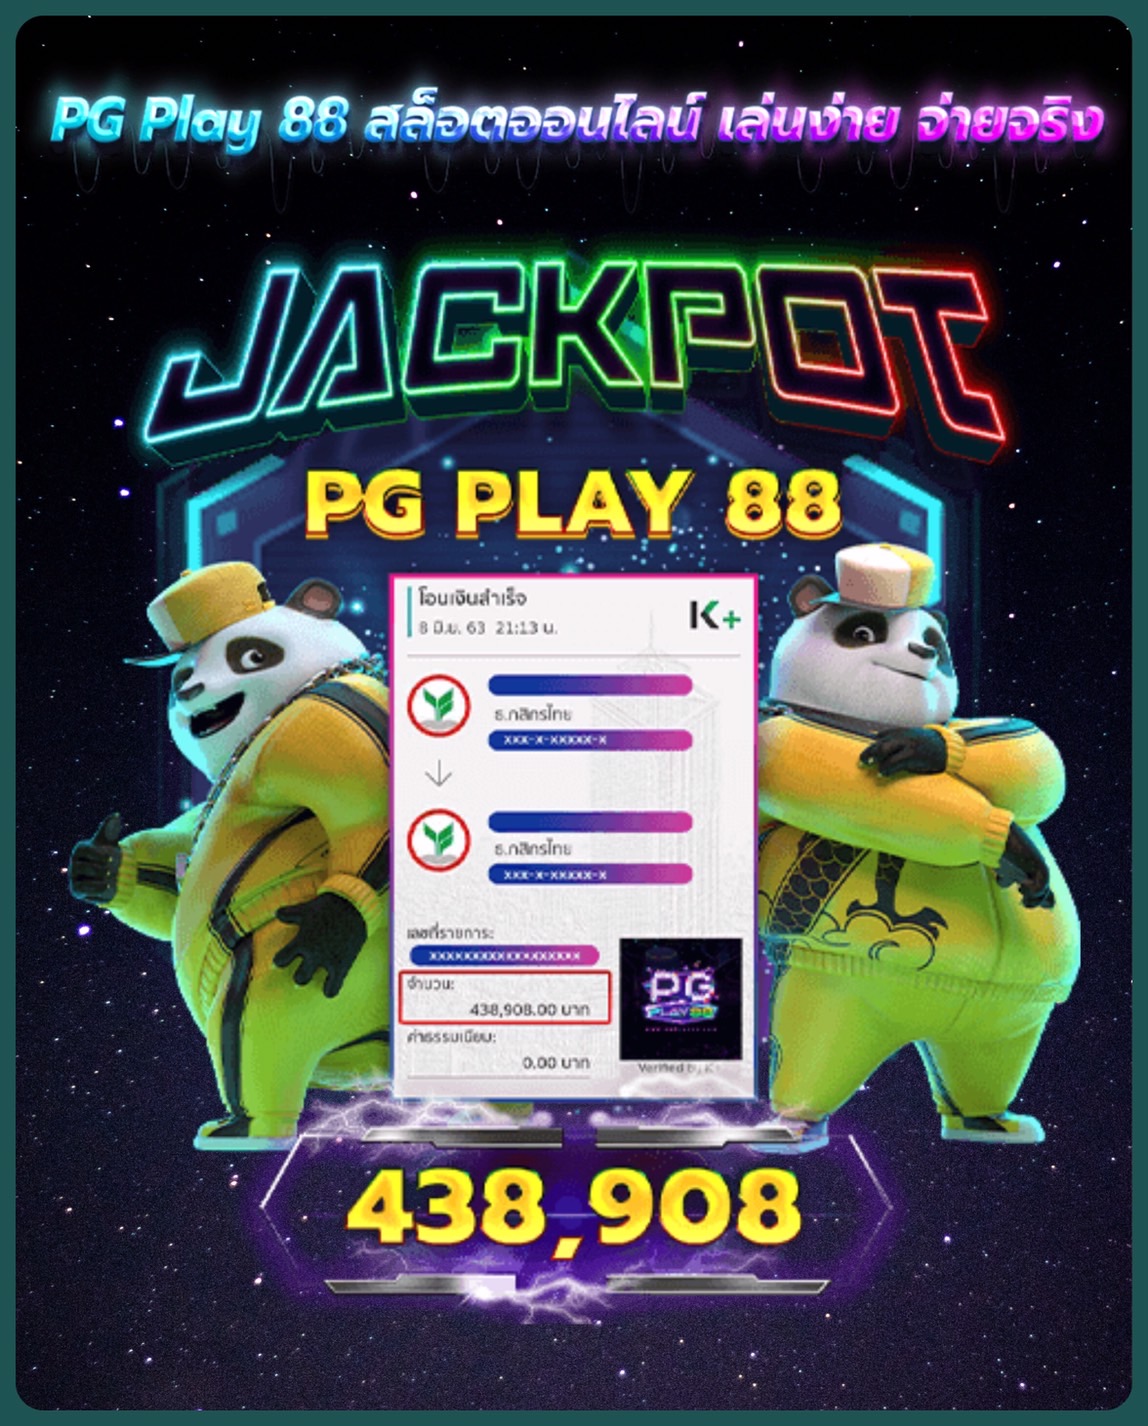 PG Play 88 สล็อตออนไลน์ เล่นง่าย จ่ายจริง
JACKPOT
PG PLAY 88
โอนเงินสำเร็จ
8 มิ.ย. 63 21:13 น.
K+
ธ.กสิกรไทย
xxx-x-xxxxx-x
ธ.กสิกรไทย
xxx-x-xxxxx-x
เลขที่รายการ:
จำนวน:
438,908.00 บาท
ค่าธรรมเนียม:
0.00 บาท
PG
PLAY88
Verified by K+
438,908